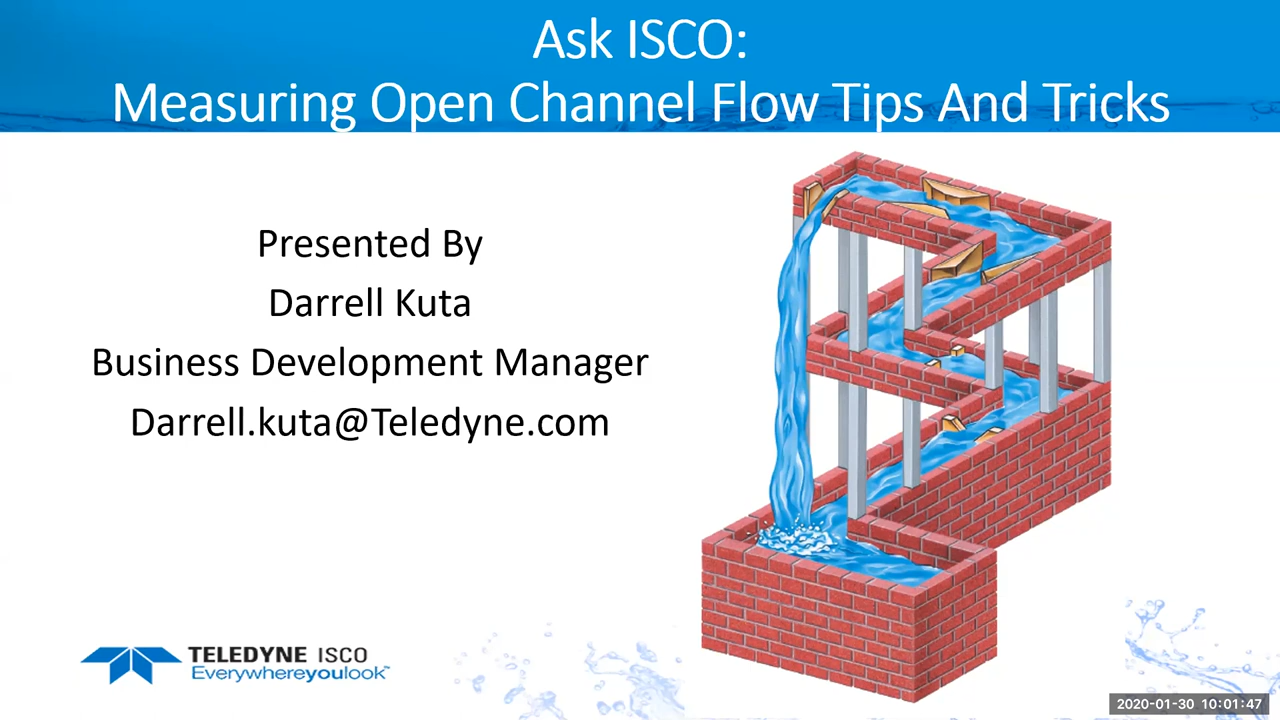 Ask ISCO:
Measuring Open Channel Flow Tips And Tricks
Presented By
Darrell Kuta
Business Development Manager
Darrell.kuta@Teledyne.com
TELEDYNE ISCO
Everywhereyoulook™
2020-01-30 10:01:47